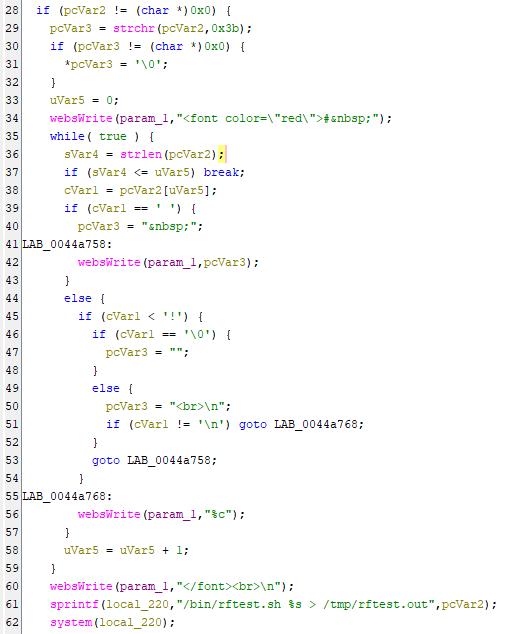 28 if (pcVar2 != (char *)0x0) {
29 pcVar3 = strchr(pcVar2,0x3b);
30 if (pcVar3 != (char *)0x0) {
31 *pcVar3 = '\0';
32 }
33 uVar5 = 0;
34 websWrite(param_1,"<font color=\"red\">#&nbsp;");
35 while( true ) {
36 sVar4 = strlen(pcVar2);
37 if (sVar4 <= uVar5) break;
38 cVar1 = pcVar2[uVar5];
39 if (cVar1 == ' ') {
40 pcVar3 = "&nbsp;";
41 LAB_0044a758:
42 websWrite(param_1,pcVar3);
43 }
44 else {
45 if (cVar1 < '!') {
46 if (cVar1 == '\0') {
47 pcVar3 = "";
48 }
49 else {
50 pcVar3 = "<br>\n";
51 if (cVar1 != '\n') goto LAB_0044a768;
52 }
53 goto LAB_0044a758;
54 }
55 LAB_0044a768:
56 websWrite(param_1,"%c");
57 }
58 uVar5 = uVar5 + 1;
59 }
60 websWrite(param_1,"</font><br>\n");
61 sprintf(local_220,"/bin/rftest.sh %s > /tmp/rftest.out",pcVar2);
62 system(local_220);